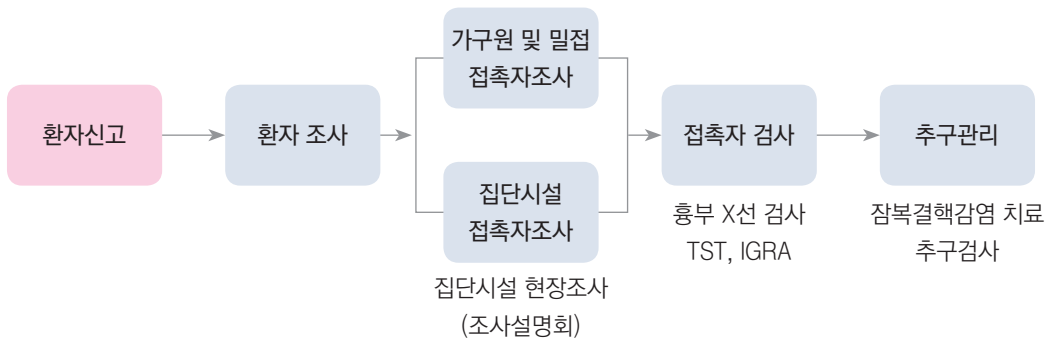 환자신고
환자 조사
가구원 및 밀접
접촉자조사
집단시설
접촉자조사
집단시설 현장조사
(조사설명회)
접촉자 검사
흉부 X선 검사
TST, IGRA
추구관리
잠복결핵감염 치료
추구검사